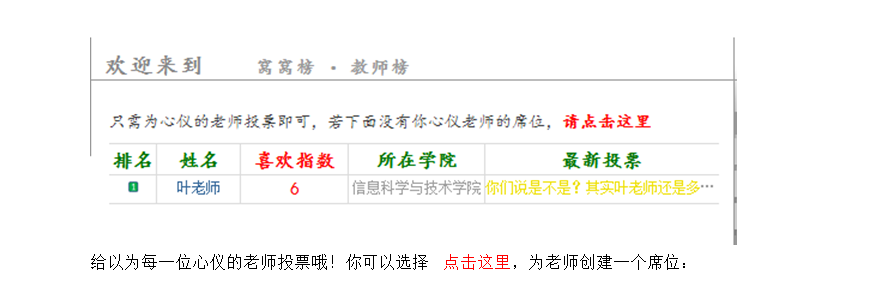 欢迎来到 窝窝榜 · 教师榜
只需为心仪的老师投票即可，若下面没有你心仪老师的席位，请点击这里
排名 姓名 喜欢指数 所在学院 最新投票
1 叶老师 6 信息科学与技术学院 你们说是不是？其实叶老师还是多…
给以为每一位心仪的老师投票哦！你可以选择 点击这里，为老师创建一个席位：